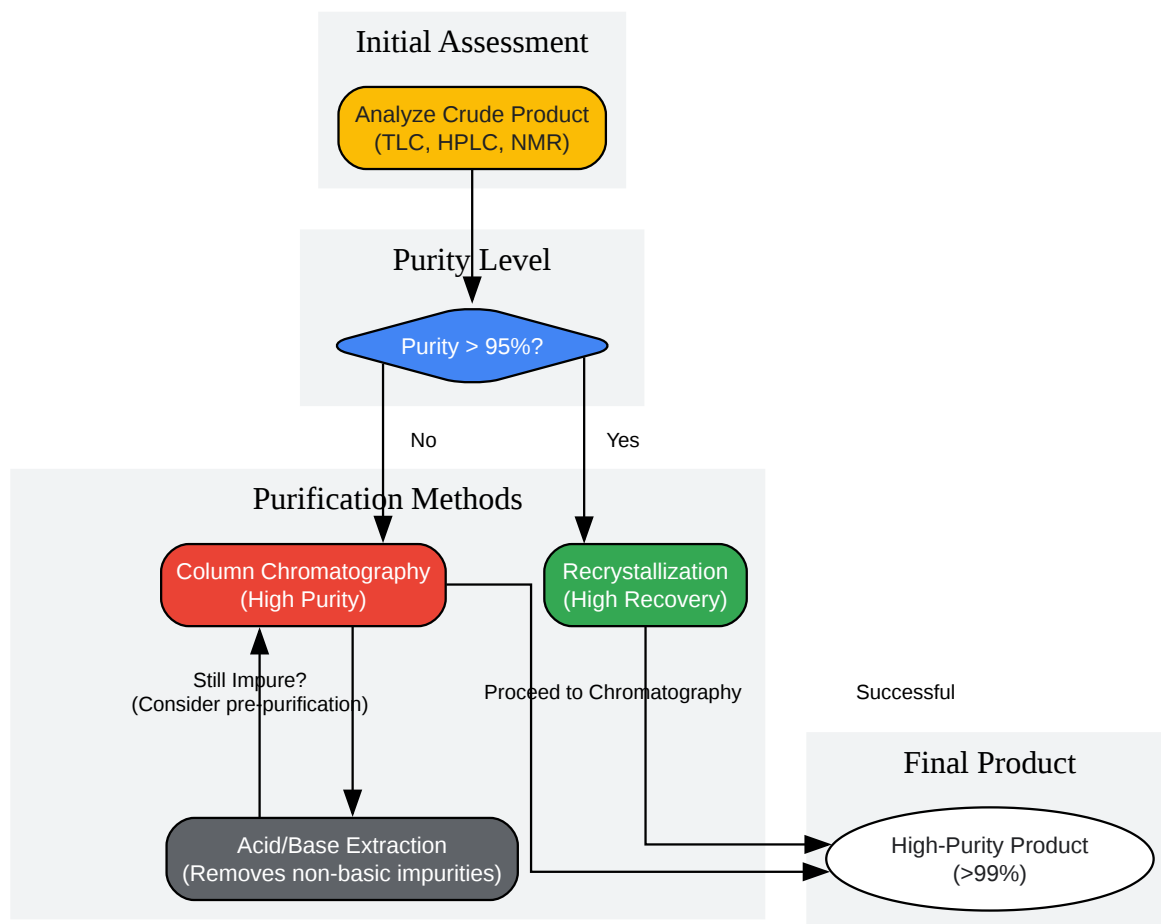 Initial Assessment
Analyze Crude Product
(TLC, HPLC, NMR)
Purity Level
Purity > 95%?
No
Yes
Purification Methods
Column Chromatography
(High Purity)
Recrystallization
(High Recovery)
Still Impure?
(Consider pre-purification)
Proceed to Chromatography
Successful
Final Product
Acid/Base Extraction
(Removes non-basic impurities)
High-Purity Product
(>99%)